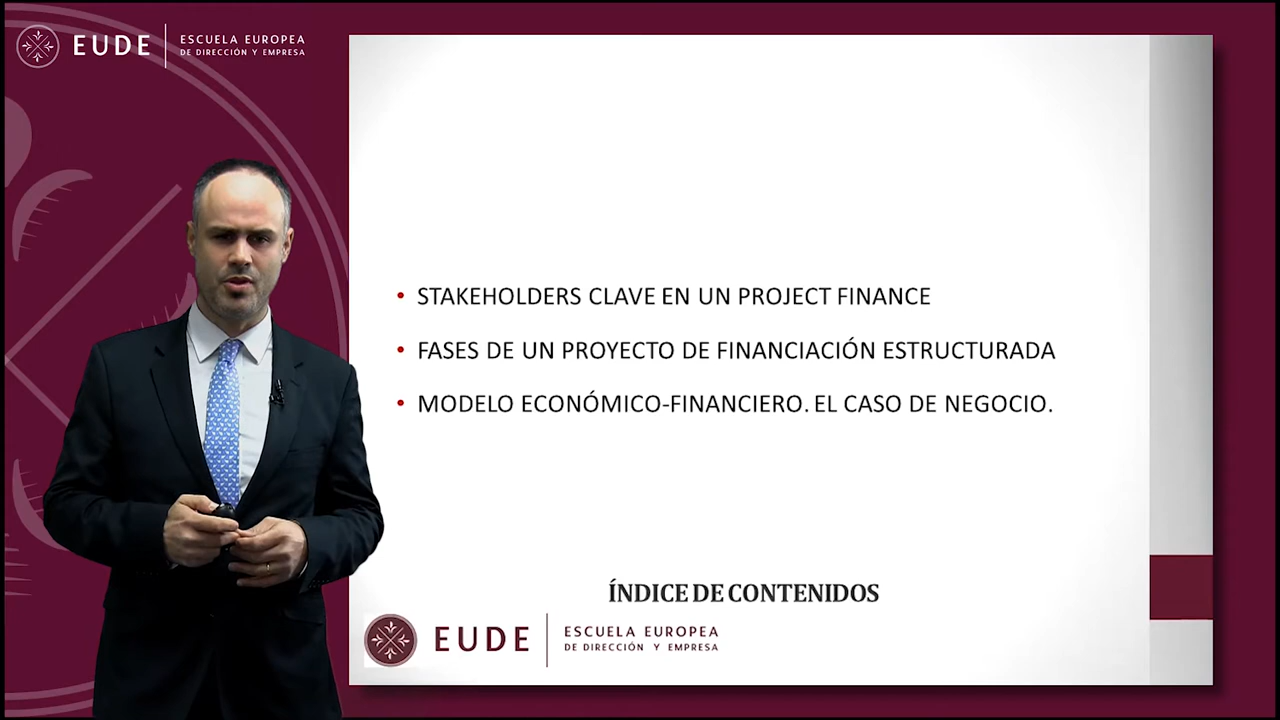 EUDE
ESCUELA EUROPEA
DE DIRECCIÓN Y EMPRESA
• STAKEHOLDERS CLAVE EN UN PROJECT FINANCE
• FASES DE UN PROYECTO DE FINANCIACIÓN ESTRUCTURADA
• MODELO ECONÓMICO-FINANCIERO. EL CASO DE NEGOCIO.
ÍNDICE DE CONTENIDOS
EUDE
ESCUELA EUROPEA
DE DIRECCIÓN Y EMPRESA